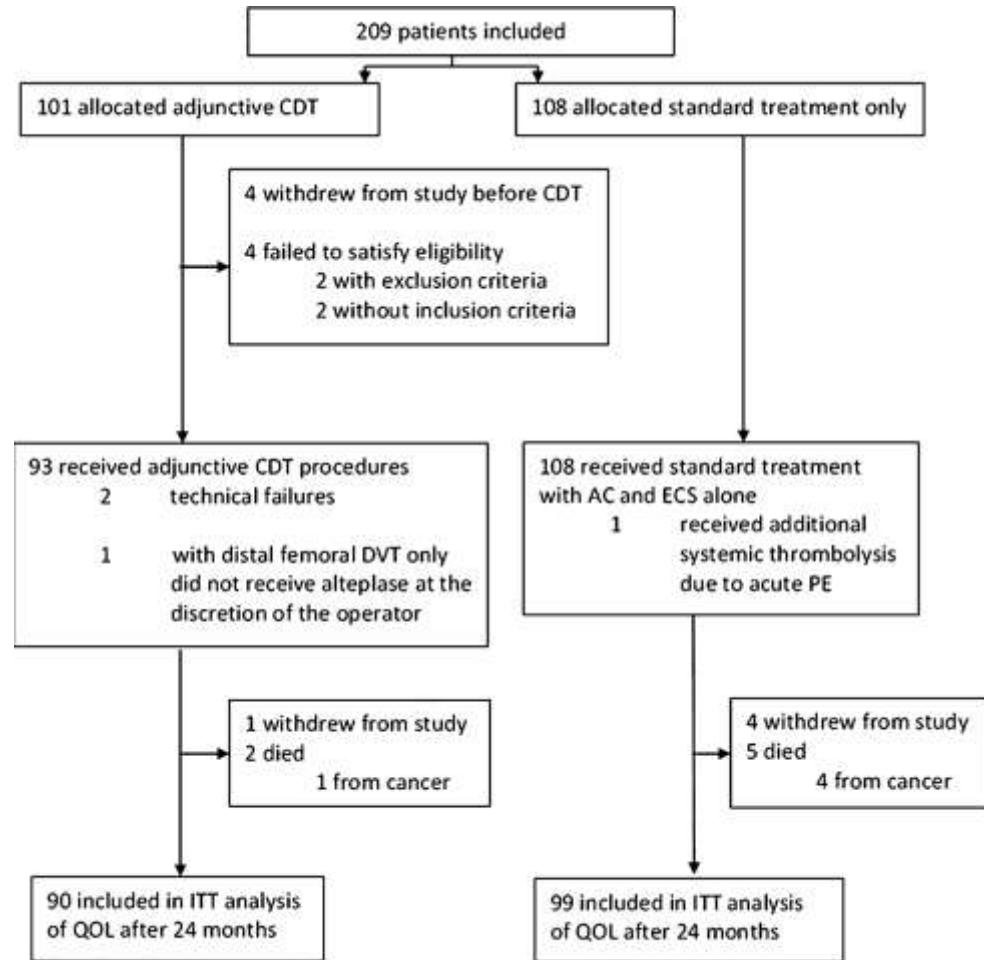 209 patients included
101 allocated adjunctive CDT
108 allocated standard treatment only
4 withdrew from study before CDT
4 failed to satisfy eligibility
2 with exclusion criteria
2 without inclusion criteria
93 received adjunctive CDT procedures
2 technical failures
1 with distal femoral DVT only
did not receive alteplase at the
discretion of the operator
108 received standard treatment
with AC and ECS alone
1 received additional
systemic thrombolysis
due to acute PE
1 withdrew from study
2 died
1 from cancer
4 withdrew from study
5 died
4 from cancer
90 included in ITT analysis
of QOL after 24 months
99 included in ITT analysis
of QOL after 24 months